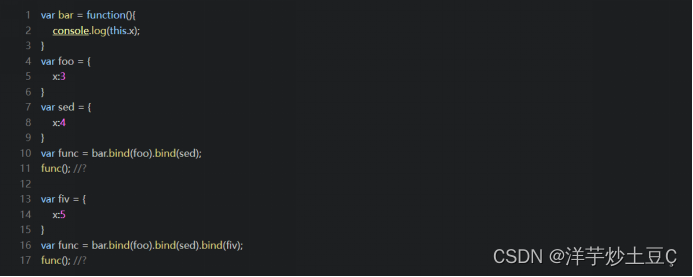 1 var bar = function(){
2 console.log(this.x);
3 }
4 var foo = {
5 x:3
6 }
7 var sed = {
8 x:4
9 }
10 var func = bar.bind(foo).bind(sed);
11 func(); //?
12
13 var fiv = {
14 x:5
15 }
16 var func = bar.bind(foo).bind(sed).bind(fiv);
17 func(); //?
CSDN @洋芋炒土豆Ç